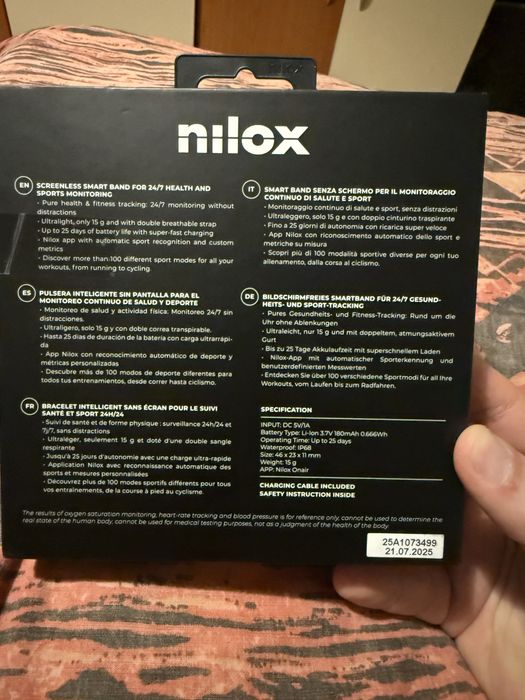 nilox
EN SCREENLESS SMART BAND FOR 24/7 HEALTH AND
SPORTS MONITORING
• Pure health & fitness tracking: 24/7 monitoring without
distractions
• Ultralight, only 15 g and with double breathable strap
• Up to 25 days of battery life with super-fast charging
• Nilox app with automatic sport recognition and custom
metrics
• Discover more than 100 different sport modes for all your
workouts, from running to cycling
ES PULSERA INTELIGENTE SIN PANTALLA PARA EL
MONITOREO CONTINUO DE SALUD Y DEPORTE
• Monitoreo de salud y actividad física: Monitoreo 24/7 sin
distracciones.
• Ultraligero, solo 15 g y con doble correa transpirable.
• Hasta 25 días de duración de la batería con carga ultrarrápi-
da
• App Nilox con reconocimiento automático de deporte y
métricas personalizadas
• Descubre más de 100 modos de deporte diferentes para
todos tus entrenamientos, desde correr hasta ciclismo.
FR BRACELET INTELLIGENT SANS ÉCRAN POUR LE SUIVI
SANTÉ ET SPORT 24H/24
• Suivi de santé et de forme physique : surveillance 24h/24 et
7j/7, sans distractions
• Ultraléger, seulement 15 g et doté d'une double sangle
respirante
• Jusqu'à 25 jours d'autonomie avec une charge ultra-rapide
• Application Nilox avec reconnaissance automatique des
sports et mesures personnalisées
• Découvrez plus de 100 modes sportifs différents pour tous
vos entraînements, de la course à pied au cyclisme.
IT SMART BAND SENZA SCHERMO PER IL MONITORAGGIO
CONTINUO DI SALUTE E SPORT
• Monitoraggio continuo di salute e sport, senza distrazioni
• Ultraleggero, solo 15 g e con doppio cinturino traspirante
• Fino a 25 giorni di autonomia con ricarica super veloce
• App Nilox con riconoscimento automatico dello sport e
metriche su misura
• Scopri più di 100 modalità sportive diverse per ogni tuo
allenamento, dalla corsa al ciclismo.
DE BILDSCHIRMFREIES SMARTBAND FÜR 24/7 GESUND-
HEITS- UND SPORT-TRACKING
• Pures Gesundheits- und Fitness-Tracking: Rund um die
Uhr ohne Ablenkungen
• Ultraleicht, nur 15 g und mit doppeltem, atmungsaktivem
Gurt
• Bis zu 25 Tage Akkulaufzeit mit superschnellem Laden
• Nilox-App mit automatischer Sporterkennung und
benutzerdefinierten Messwerten
• Entdecken Sie über 100 verschiedene Sportmodi für all Ihre
Workouts, vom Laufen bis zum Radfahren.
SPECIFICATION
INPUT: DC 5V/1A
Battery Type: Li-Ion 3.7V 180mAh 0.666Wh
Operating Time: Up to 25 days
Waterproof: IP68
Size: 46 x 23 x 11 mm
Weight: 15 g
APP: Nilox Onair
CHARGING CABLE INCLUDED
SAFETY INSTRUCTION INSIDE
The results of oxygen saturation monitoring, heart-rate tracking and blood pressure is for reference only, cannot be used to determine the
real state of the human body, cannot be used for medical testing purposes, not as a judgment of the health of the body.
25A1073499
21.07.2025